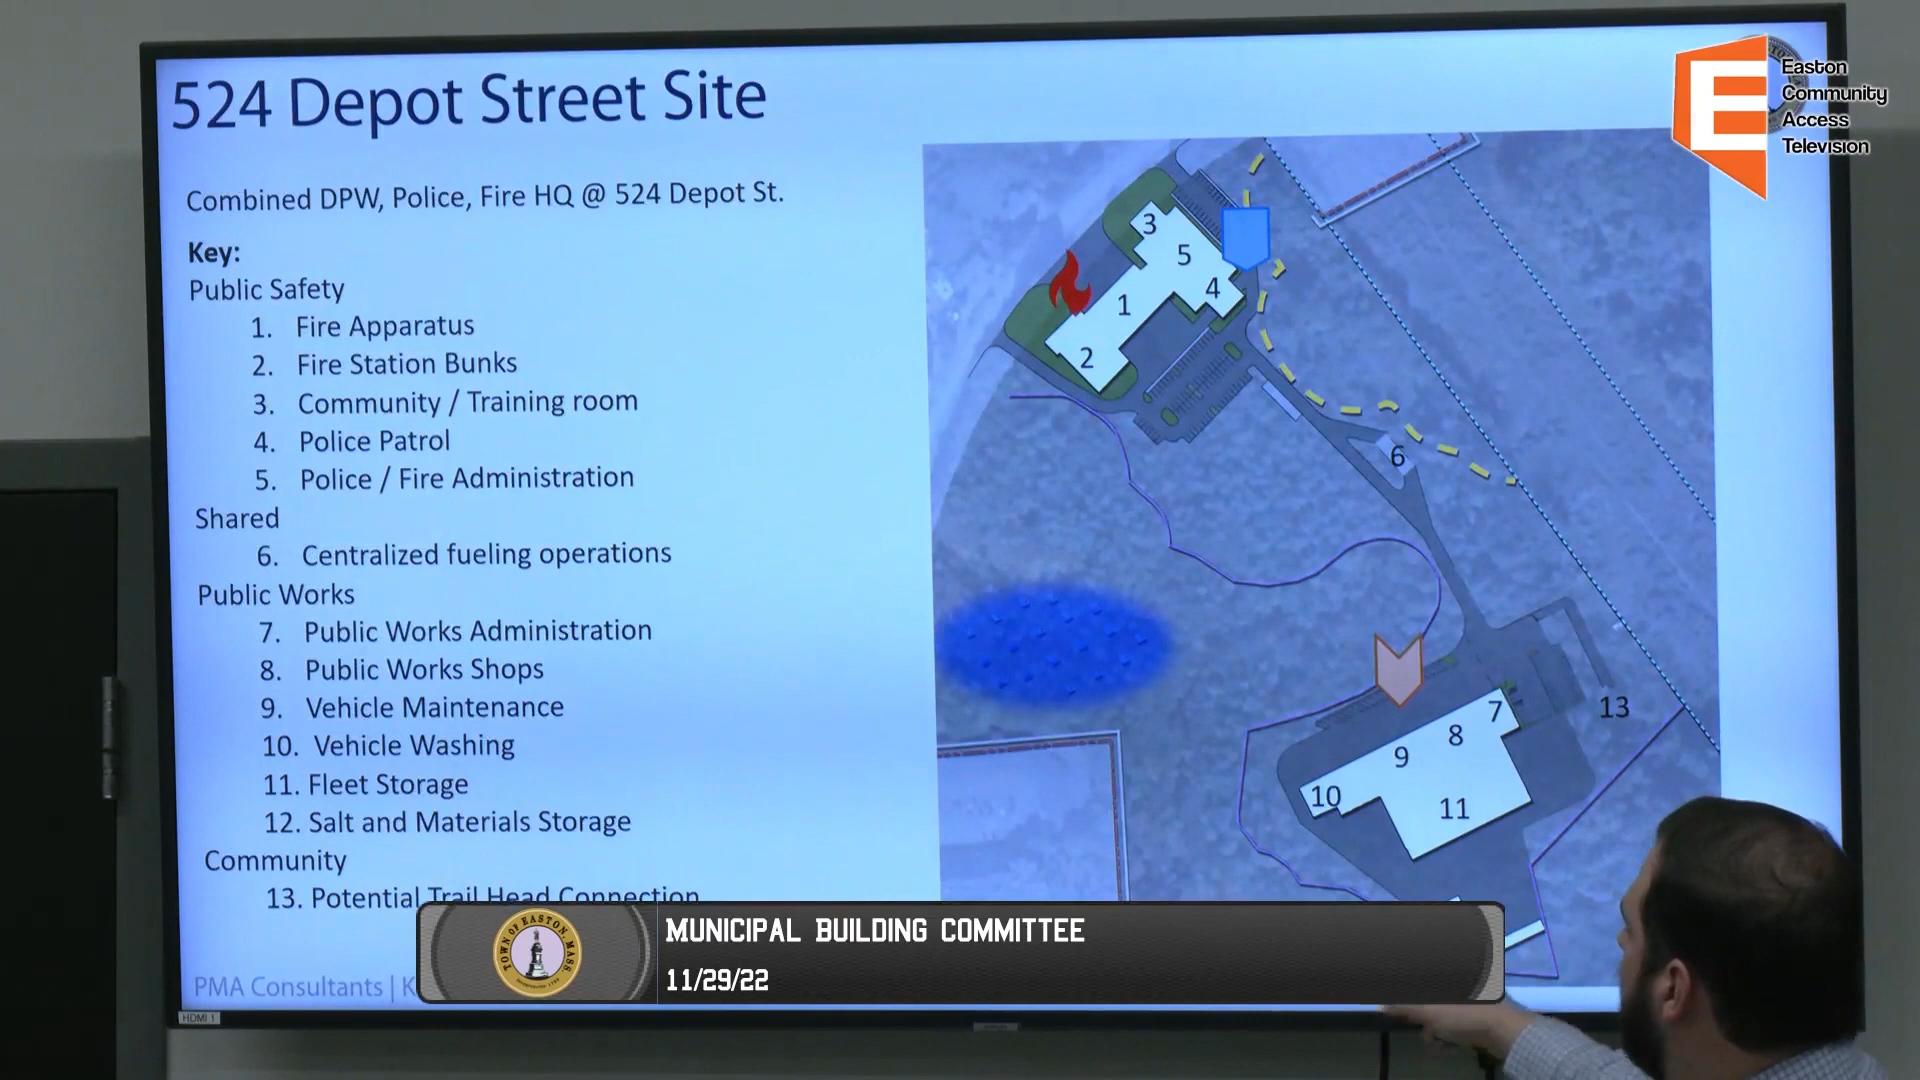 524 Depot Street Site
Combined DPW, Police, Fire HQ @ 524 Depot St.
Key:
Public Safety
1. Fire Apparatus
2. Fire Station Bunks
3. Community / Training room
4. Police Patrol
5. Police / Fire Administration
Shared
6. Centralized fueling operations
Public Works
7. Public Works Administration
8. Public Works Shops
9. Vehicle Maintenance
10. Vehicle Washing
11. Fleet Storage
12. Salt and Materials Storage
Community
13. Potential Trail Head Connection
PMA Consultants | K
HDMI 1
3
5
4
1
2
6
13
7
8
9
10
11
E
Easton
Community
Access
Television
TOWN OF EASTON, MASS.
MUNICIPAL BUILDING COMMITTEE
11/29/22